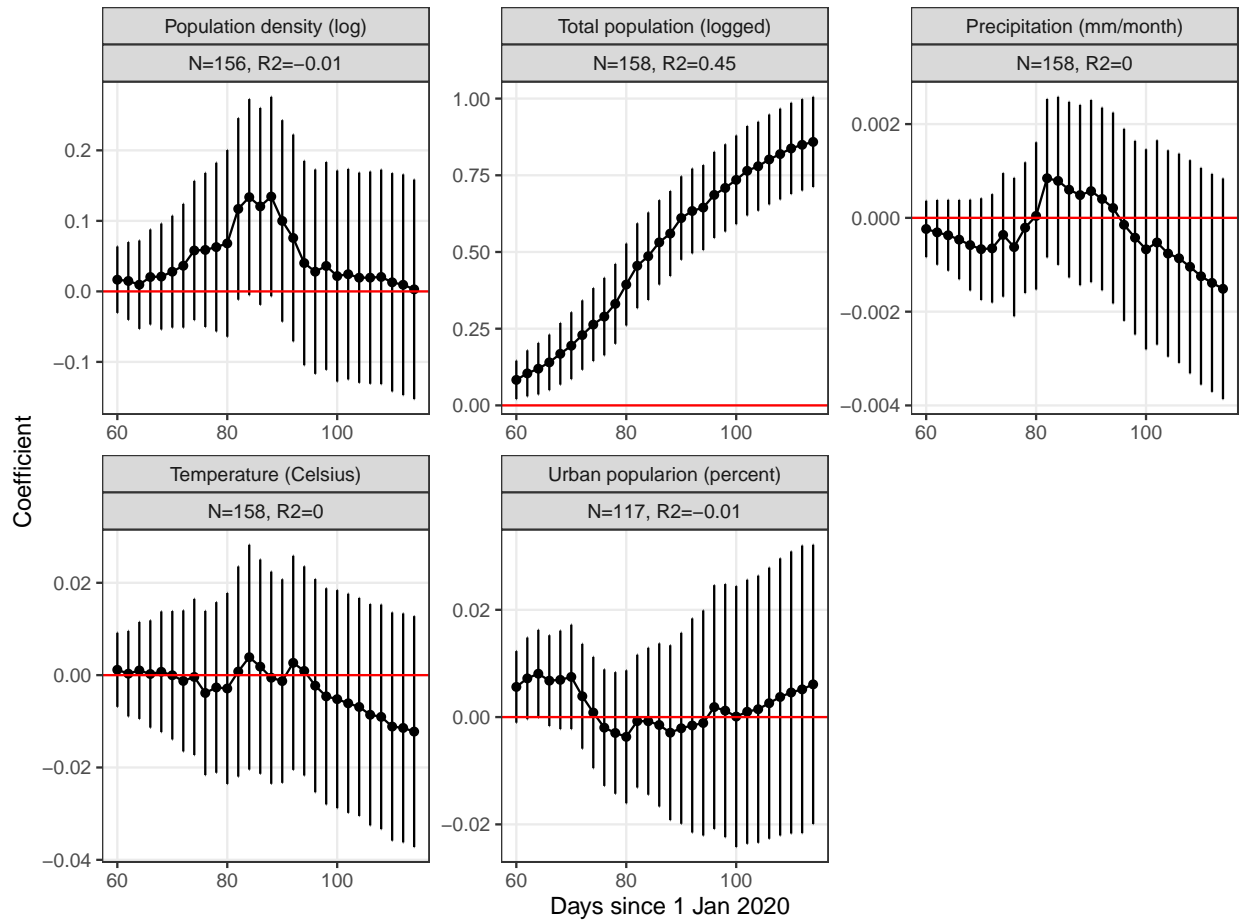 Population density (log)
N=156, R2=−0.01
0.2
0.1
0.0
−0.1
60
80
100
Total population (logged)
N=158, R2=0.45
1.00
0.75
0.50
0.25
0.00
60
80
100
Precipitation (mm/month)
N=158, R2=0
0.002
0.000
−0.002
−0.004
60
80
100
Temperature (Celsius)
N=158, R2=0
0.02
0.00
−0.02
−0.04
60
80
100
Urban popularion (percent)
N=117, R2=−0.01
0.02
0.00
−0.02
60
80
100
Coefficient
Days since 1 Jan 2020